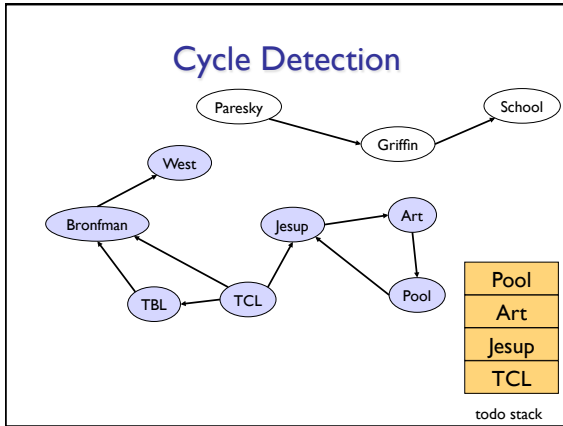 Cycle Detection
Paresky
School
Griffin
West
Bronfman
Jesup
Art
TBL
TCL
Pool
Pool
Art
Jesup
TCL
todo stack